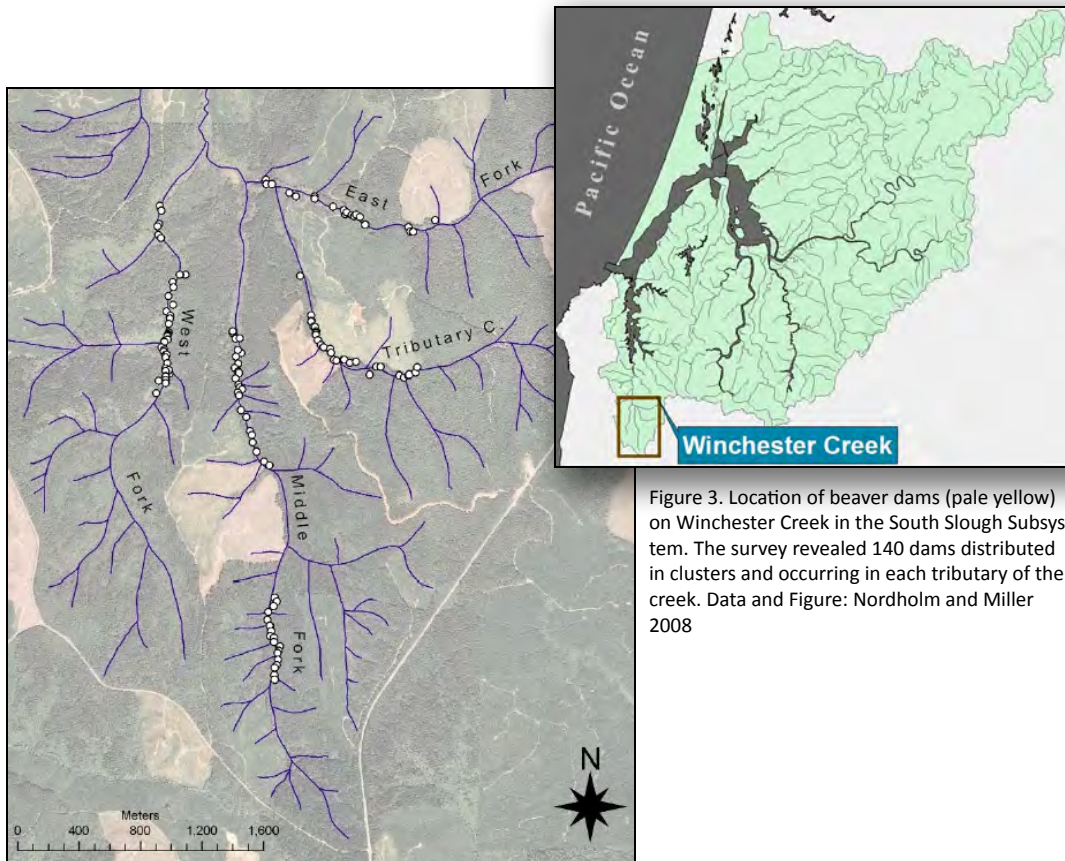 Pacific Ocean
Winchester Creek
East
Fork
West
Tributary C.
Fork
Middle
Fork
N
Meters
0 400 800 1,200 1,600
Figure 3. Location of beaver dams (pale yellow)
on Winchester Creek in the South Slough Subsys
tem. The survey revealed 140 dams distributed
in clusters and occurring in each tributary of the
creek. Data and Figure: Nordholm and Miller
2008